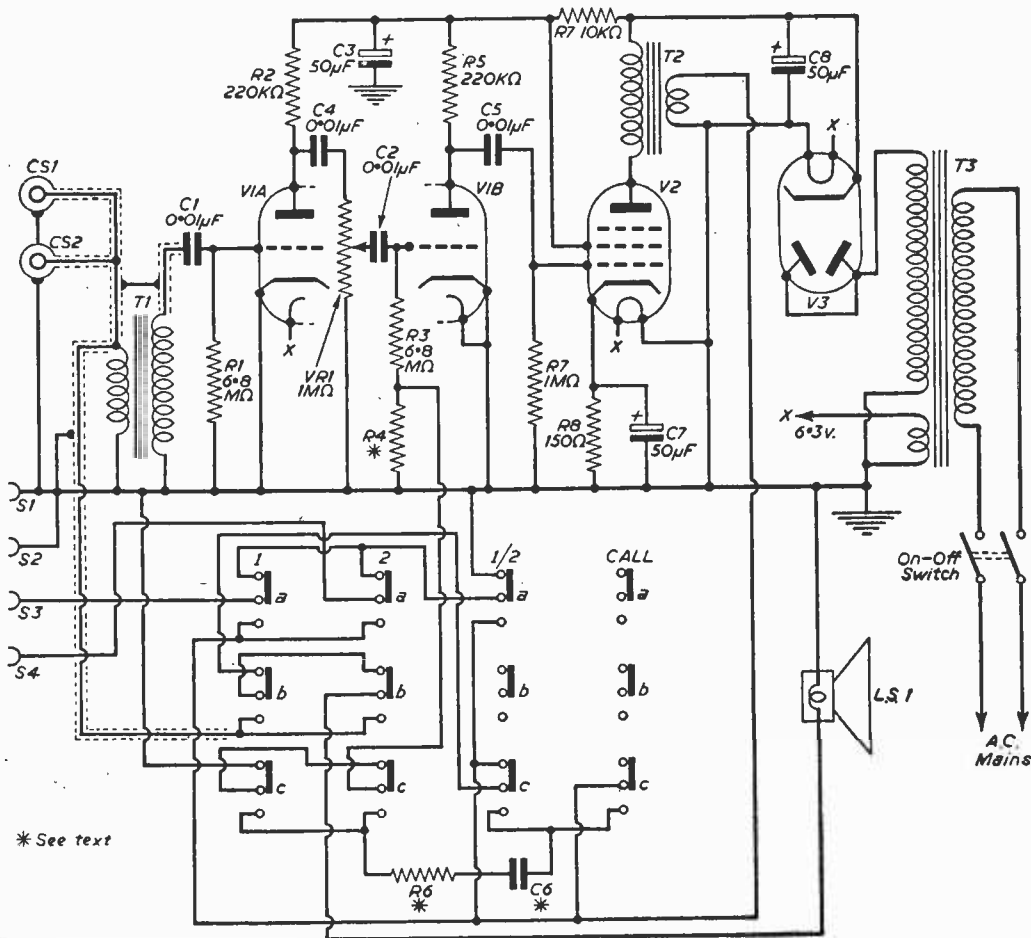 R7 10KΩ
R2
220KΩ
C3
50µF
+
R5
220KΩ
T2
+
C8
50µF
C4
0·01µF
C5
0·01µF
C2
0·01µF
X
CS1
CS2
C1
0·01µF
V1A
V1B
V2
T3
V3
T1
R1
6·8
MΩ
X
VR1
1MΩ
R3
6·8
MΩ
R4
*
R7
1MΩ
X
R8
150Ω
+
C7
50µF
X
6·3v.
S1
S2
S3
S4
1
2
1/2
CALL
a
a
a
a
b
b
b
b
c
c
c
c
On-Off
Switch
L.S.1
A.C.
Mains
* See text
R6
*
C6
*